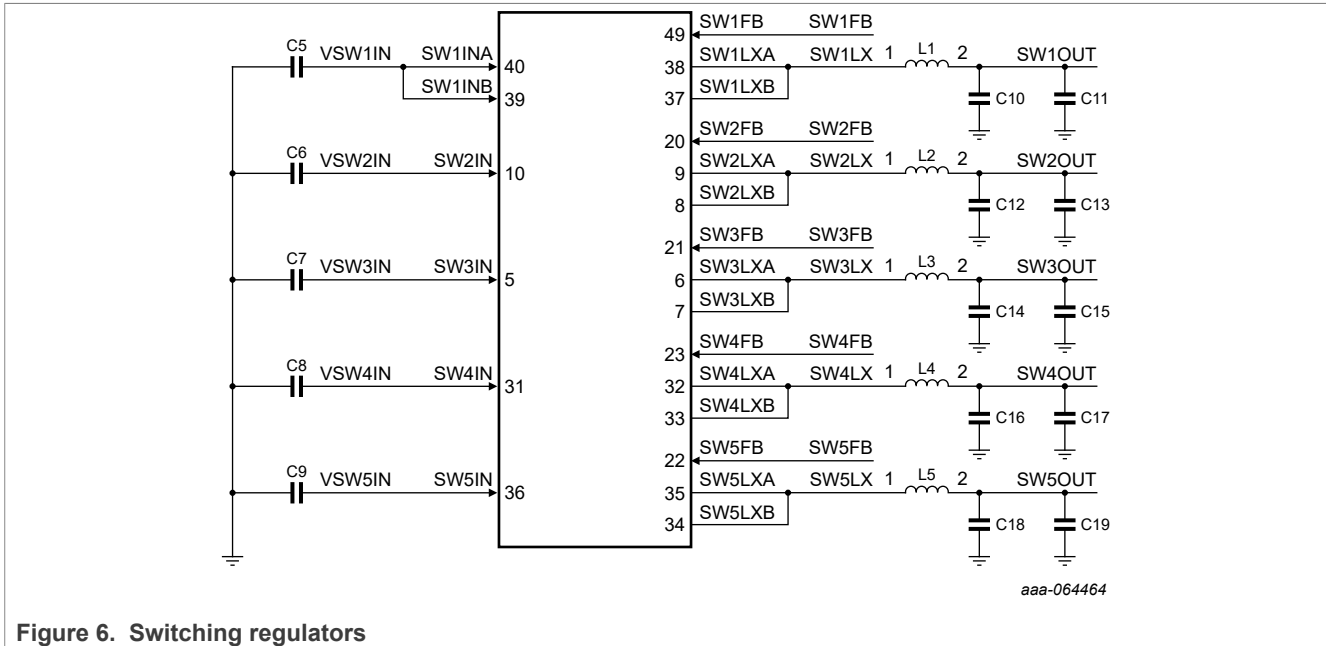 SW1FB SW1FB
49
C5 VSW1IN SW1INA 40
38 SW1LXA SW1LX 1 L1 2 SW1OUT
SW1INB 39
37 SW1LXB
C10 C11
20 SW2FB SW2FB
C6 VSW2IN SW2IN 10
9 SW2LXA SW2LX 1 L2 2 SW2OUT
8 SW2LXB
C12 C13
21 SW3FB SW3FB
C7 VSW3IN SW3IN 5
6 SW3LXA SW3LX 1 L3 2 SW3OUT
7 SW3LXB
C14 C15
23 SW4FB SW4FB
C8 VSW4IN SW4IN 31
32 SW4LXA SW4LX 1 L4 2 SW4OUT
33 SW4LXB
C16 C17
22 SW5FB SW5FB
C9 VSW5IN SW5IN 36
35 SW5LXA SW5LX 1 L5 2 SW5OUT
34 SW5LXB
C18 C19
aaa-064464
Figure 6. Switching regulators